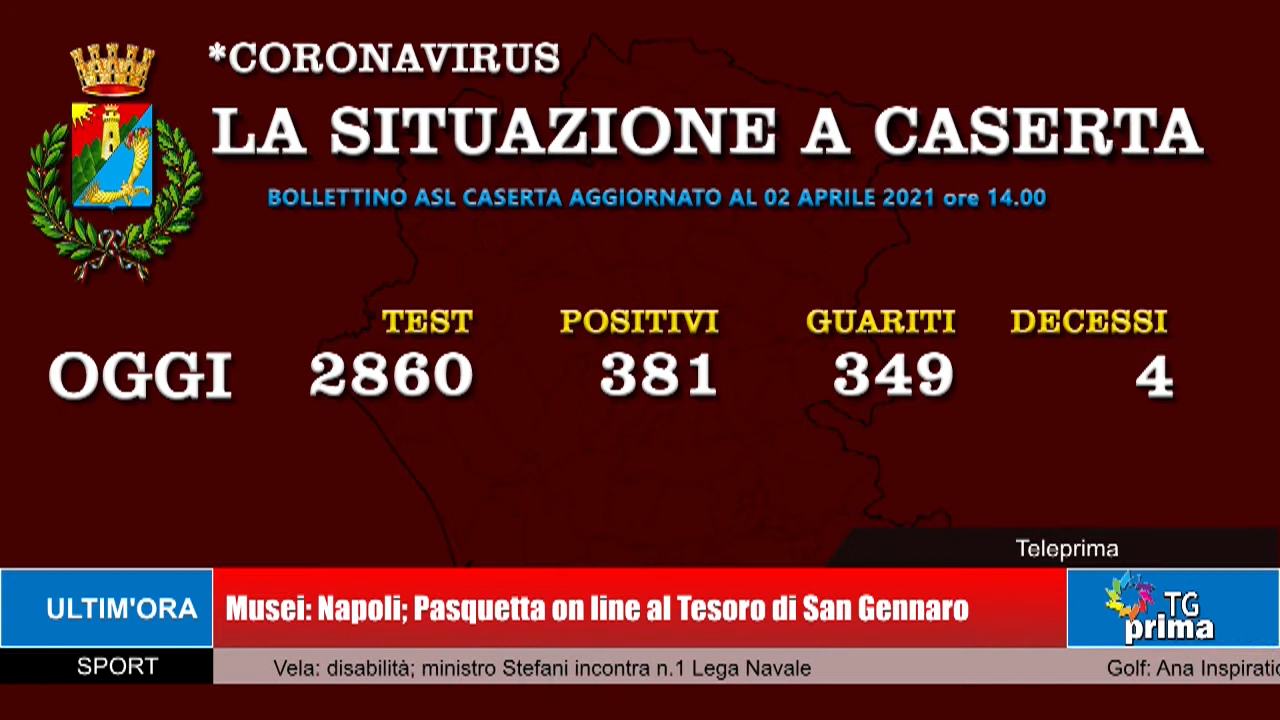 *CORONAVIRUS
LA SITUAZIONE A CASERTA
BOLLETTINO ASL CASERTA AGGIORNATO AL 02 APRILE 2021 ore 14.00
TEST POSITIVI GUARITI DECESSI
OGGI 2860 381 349 4
Teleprima
ULTIM'ORA Musei: Napoli; Pasquetta on line al Tesoro di San Gennaro TG prima
SPORT Vela: disabilità; ministro Stefani incontra n.1 Lega Navale Golf: Ana Inspiratio